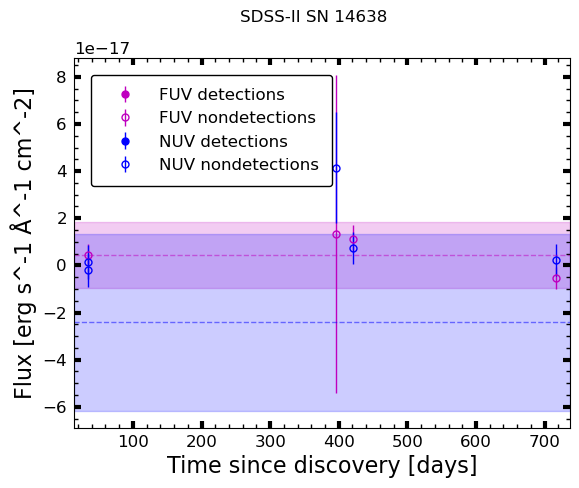 SDSS-II SN 14638
1e−17
FUV detections
FUV nondetections
NUV detections
NUV nondetections
8
6
4
2
0
−2
−4
−6
Flux [erg s^-1 Å^-1 cm^-2]
100 200 300 400 500 600 700
Time since discovery [days]